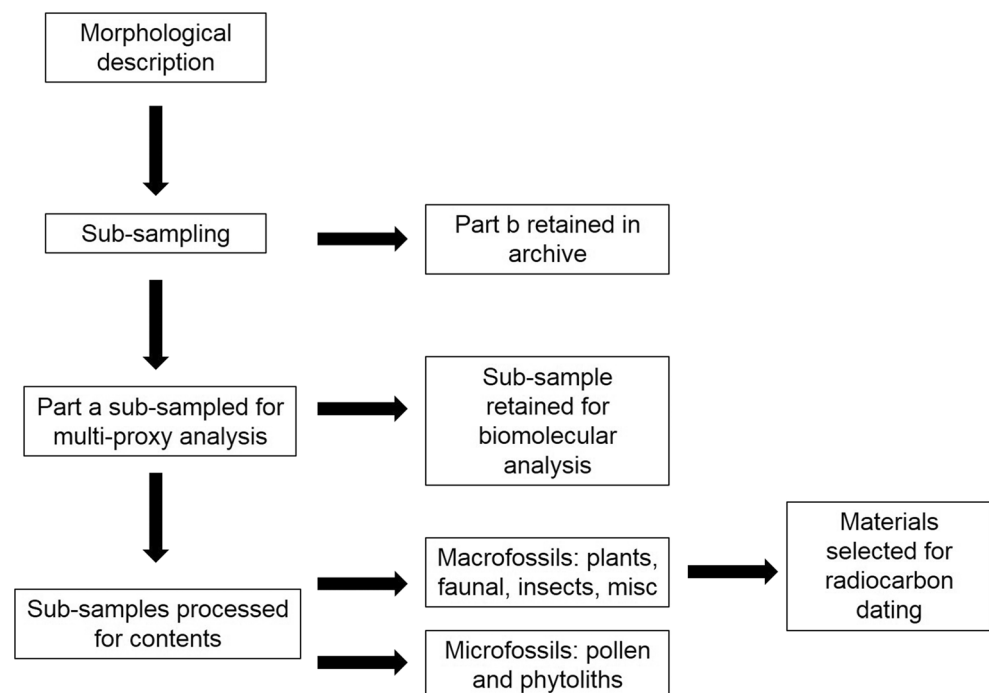 Morphological
description
Sub-sampling
Part b retained in
archive
Part a sub-sampled for
multi-proxy analysis
Sub-sample
retained for
biomolecular
analysis
Sub-samples processed
for contents
Macrofossils: plants,
faunal, insects, misc
Materials
selected for
radiocarbon
dating
Microfossils: pollen
and phytoliths